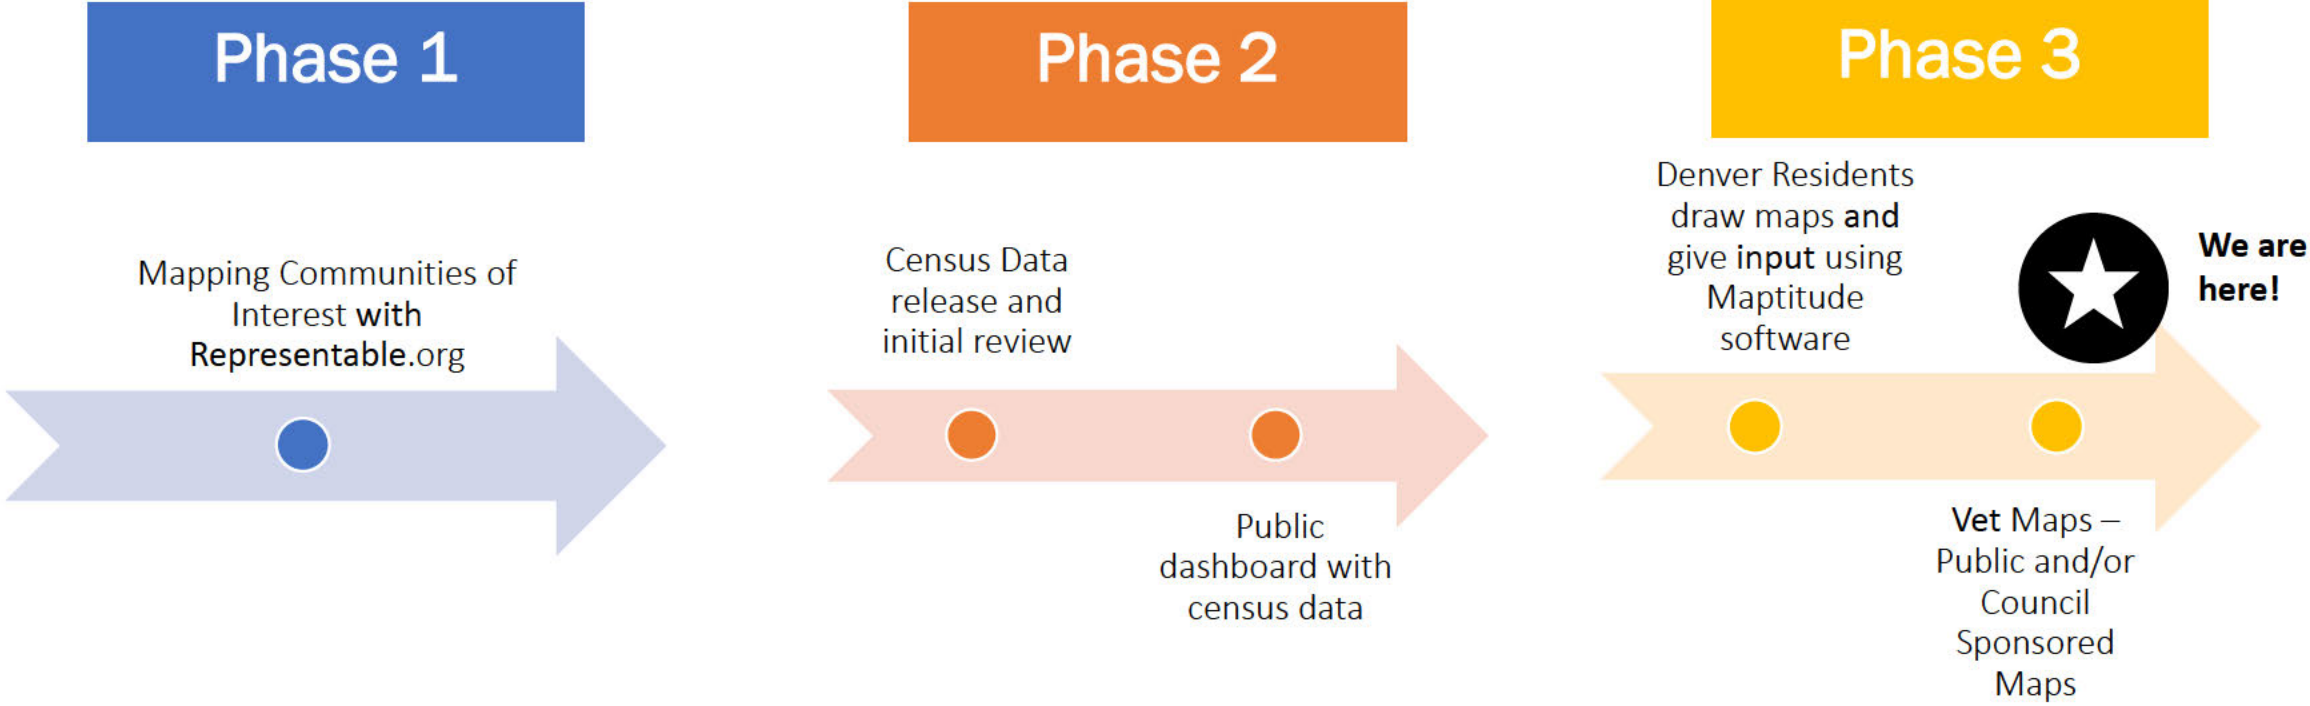 Phase 1
Mapping Communities of
Interest with
Representable.org
Phase 2
Census Data
release and
initial review
Public
dashboard with
census data
Phase 3
Denver Residents
draw maps and
give input using
Maptitude
software
We are
here!
Vet Maps –
Public and/or
Council
Sponsored
Maps